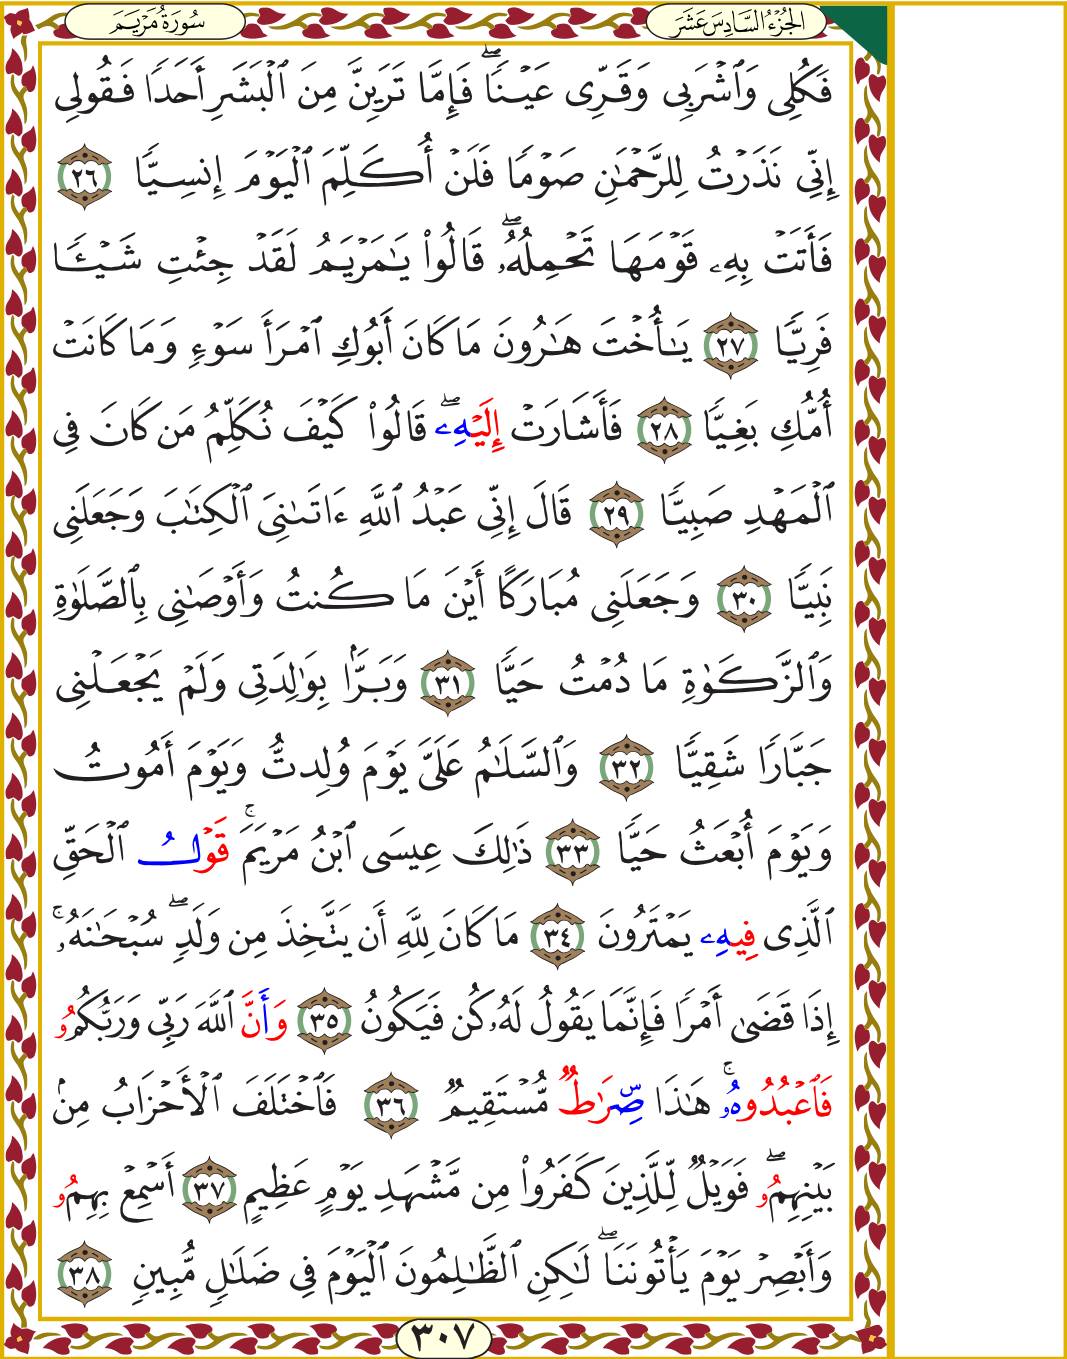 الجُزْءُ السَّادِسَ عَشَرَ
سُورَةُ مَرْيَمَ
فَكُلِى وَٱشْرَبِى وَقَرِّى عَيْنًاۖ فَإِمَّا تَرَيِنَّ مِنَ ٱلْبَشَرِ أَحَدًا فَقُولِى
إِنِّى نَذَرْتُ لِلرَّحْمَٰنِ صَوْمًا فَلَنْ أُكَلِّمَ ٱلْيَوْمَ إِنسِيًّا ٢٦
فَأَتَتْ بِهِۦ قَوْمَهَا تَحْمِلُهُۥۖ قَالُوا۟ يَٰمَرْيَمُ لَقَدْ جِئْتِ شَيْـًٔا
فَرِيًّا ٢٧ يَٰٓأُخْتَ هَٰرُونَ مَا كَانَ أَبُوكِ ٱمْرَأَ سَوْءٍ وَمَا كَانَتْ
أُمُّكِ بَغِيًّا ٢٨ فَأَشَارَتْ إِلَيْهِۦۖ قَالُوا۟ كَيْفَ نُكَلِّمُ مَن كَانَ فِى
ٱلْمَهْدِ صَبِيًّا ٢٩ قَالَ إِنِّى عَبْدُ ٱللَّهِ ءَاتَىٰنِىَ ٱلْكِتَٰبَ وَجَعَلَنِى
نَبِيًّا ٣٠ وَجَعَلَنِى مُبَارَكًا أَيْنَ مَا كُنتُ وَأَوْصَٰنِى بِٱلصَّلَوٰةِ
وَٱلزَّكَوٰةِ مَا دُمْتُ حَيًّا ٣١ وَبَرًّۢا بِوَٰلِدَتِى وَلَمْ يَجْعَلْنِى
جَبَّارًا شَقِيًّا ٣٢ وَٱلسَّلَٰمُ عَلَىَّ يَوْمَ وُلِدتُّ وَيَوْمَ أَمُوتُ
وَيَوْمَ أُبْعَثُ حَيًّا ٣٣ ذَٰلِكَ عِيسَى ٱبْنُ مَرْيَمَۚ قَوْلُ ٱلْحَقِّ
ٱلَّذِى فِيهِۦ يَمْتَرُونَ ٣٤ مَا كَانَ لِلَّهِ أَن يَتَّخِذَ مِن وَلَدٍۖ سُبْحَٰنَهُۥٓۚ
إِذَا قَضَىٰٓ أَمْرًا فَإِنَّمَا يَقُولُ لَهُۥ كُن فَيَكُونُ ٣٥ وَأَنَّ ٱللَّهَ رَبِّى وَرَبُّكُمُۥ
فَٱعْبُدُوهُۥۚ هَٰذَا صِرَٰطٌ مُّسْتَقِيمٌ ٣٦ فَٱخْتَلَفَ ٱلْأَحْزَابُ مِنۢ
بَيْنِهِمُۥۖ فَوَيْلٌ لِّلَّذِينَ كَفَرُوا۟ مِن مَّشْهَدِ يَوْمٍ عَظِيمٍ ٣٧ أَسْمِعْ بِهِمُۥ
وَأَبْصِرْ يَوْمَ يَأْتُونَنَاۖ لَٰكِنِ ٱلظَّٰلِمُونَ ٱلْيَوْمَ فِى ضَلَٰلٍ مُّبِينٍ ٣٨
٣٠٧